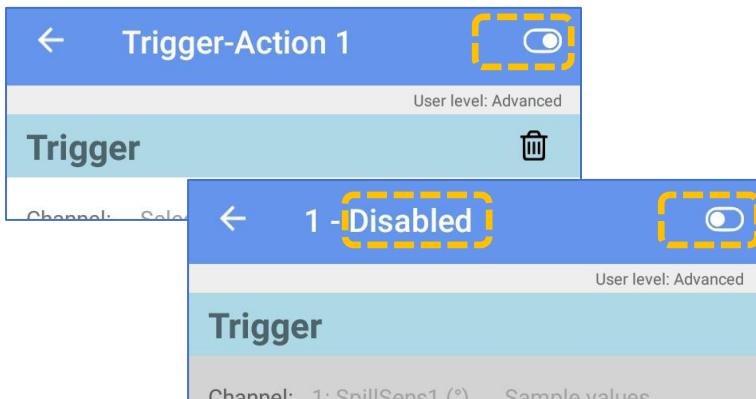 Trigger-Action 1
User level: Advanced
Trigger
Channel:
1 - Disabled
User level: Advanced
Trigger
Channel: 1: SpillSens1 (°) Sample values